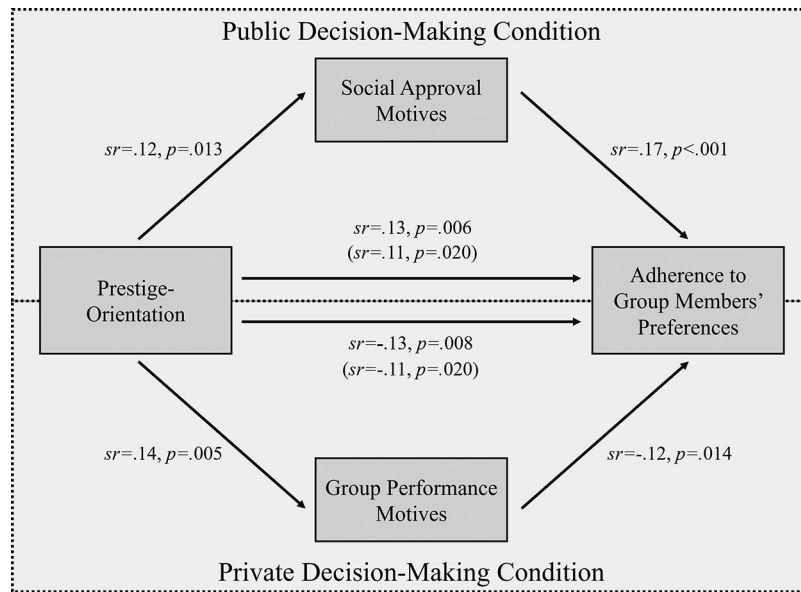 Public Decision-Making Condition
Social Approval
Motives
sr=.12, p=.013
sr=.17, p<.001
sr=.13, p=.006
(sr=.11, p=.020)
Prestige-
Orientation
Adherence to
Group Members’
Preferences
sr=-.13, p=.008
(sr=-.11, p=.020)
sr=.14, p=.005
sr=-.12, p=.014
Group Performance
Motives
Private Decision-Making Condition